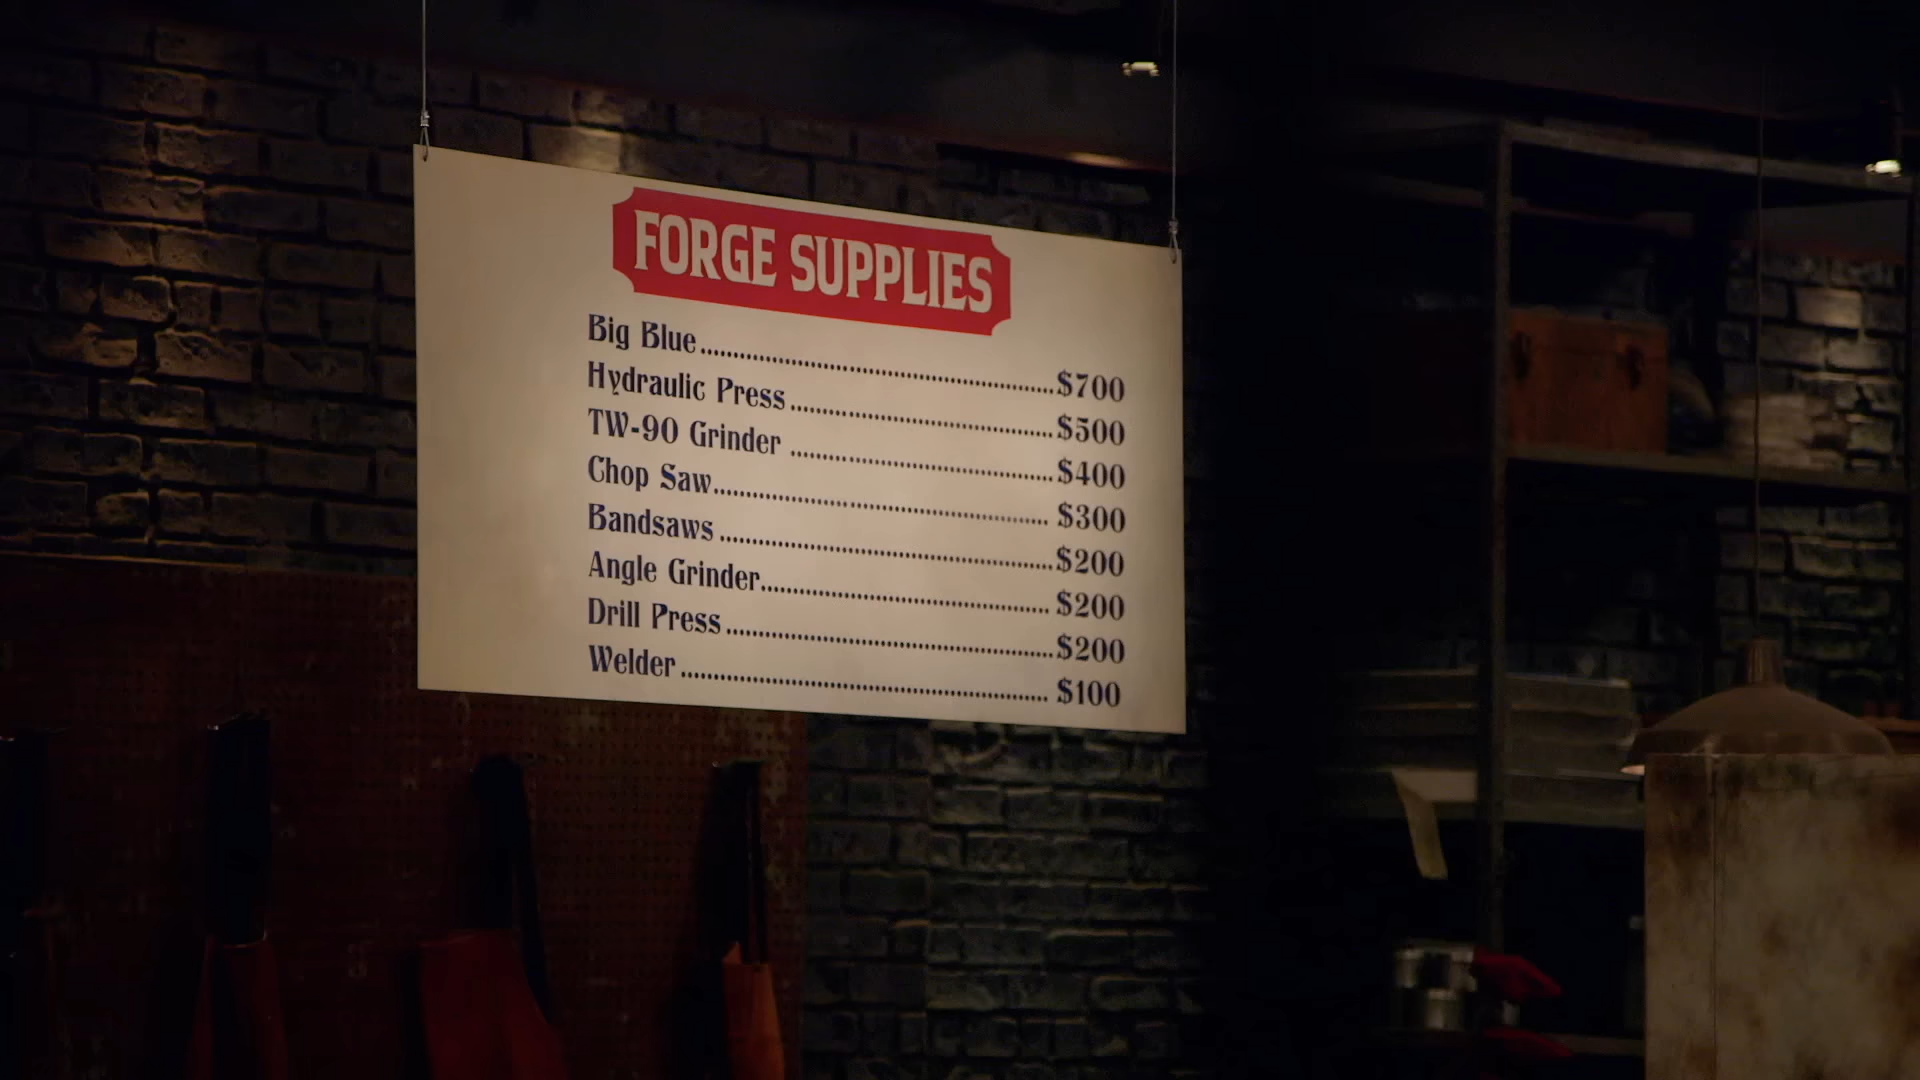 FORGE SUPPLIES
Big Blue........................................................$700
Hydraulic Press..........................................$500
TW-90 Grinder ..........................................$400
Chop Saw..................................................... $300
Bandsaws .....................................................$200
Angle Grinder.............................................. $200
Drill Press ....................................................$200
Welder .......................................................... $100